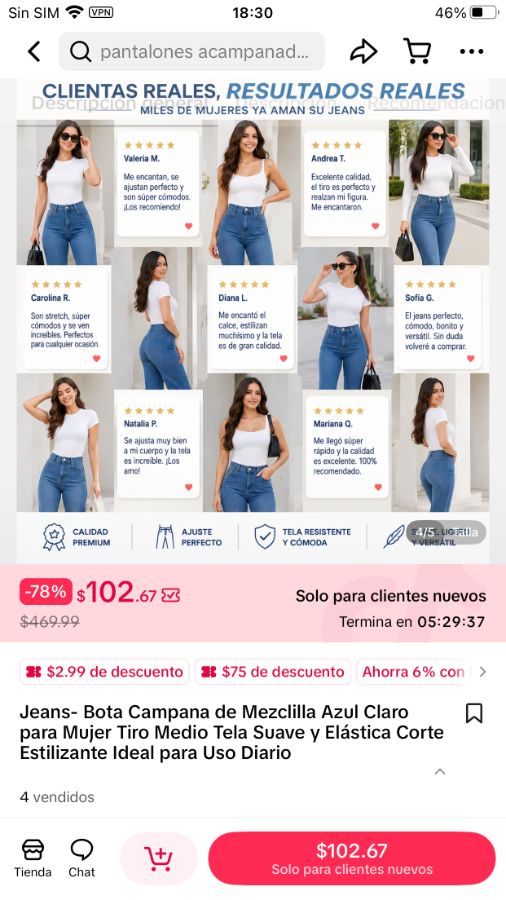 Sin SIM VPN 18:30 46%
pantalones acampanad...
CLIENTAS REALES, RESULTADOS REALES
Descripción general Descripción Recomendacion
MILES DE MUJERES YA AMAN SU JEANS
Valeria M.
Me encantan, se
ajustan perfecto y
son súper cómodos.
¡Los recomiendo!
Andrea T.
Excelente calidad,
el tiro es perfecto y
realzan mi figura.
Me encantaron.
Carolina R.
Son stretch, súper
cómodos y se ven
increíbles. Perfectos
para cualquier ocasión.
Diana L.
Me encantó el
calce, estilizan
muchísimo y la tela
es de gran calidad.
Sofía G.
El jeans perfecto,
cómodo, bonito y
versátil. Sin duda
volveré a comprar.
Natalia P.
Se ajusta muy bien
a mi cuerpo y la tela
es increíble. ¡Los
amo!
Mariana Q.
Me llegó súper
rápido y la calidad
es excelente. 100%
recomendado.
CALIDAD
PREMIUM
AJUSTE
PERFECTO
TELA RESISTENTE
Y CÓMODA
Y VERSÁTIL
4/5 Talla
-78% $102.67
$469.99
Solo para clientes nuevos
Termina en 05:29:37
$2.99 de descuento
$75 de descuento
Ahorra 6% con
Jeans- Bota Campana de Mezclilla Azul Claro
para Mujer Tiro Medio Tela Suave y Elástica Corte
Estilizante Ideal para Uso Diario
4 vendidos
Tienda
Chat
$102.67
Solo para clientes nuevos